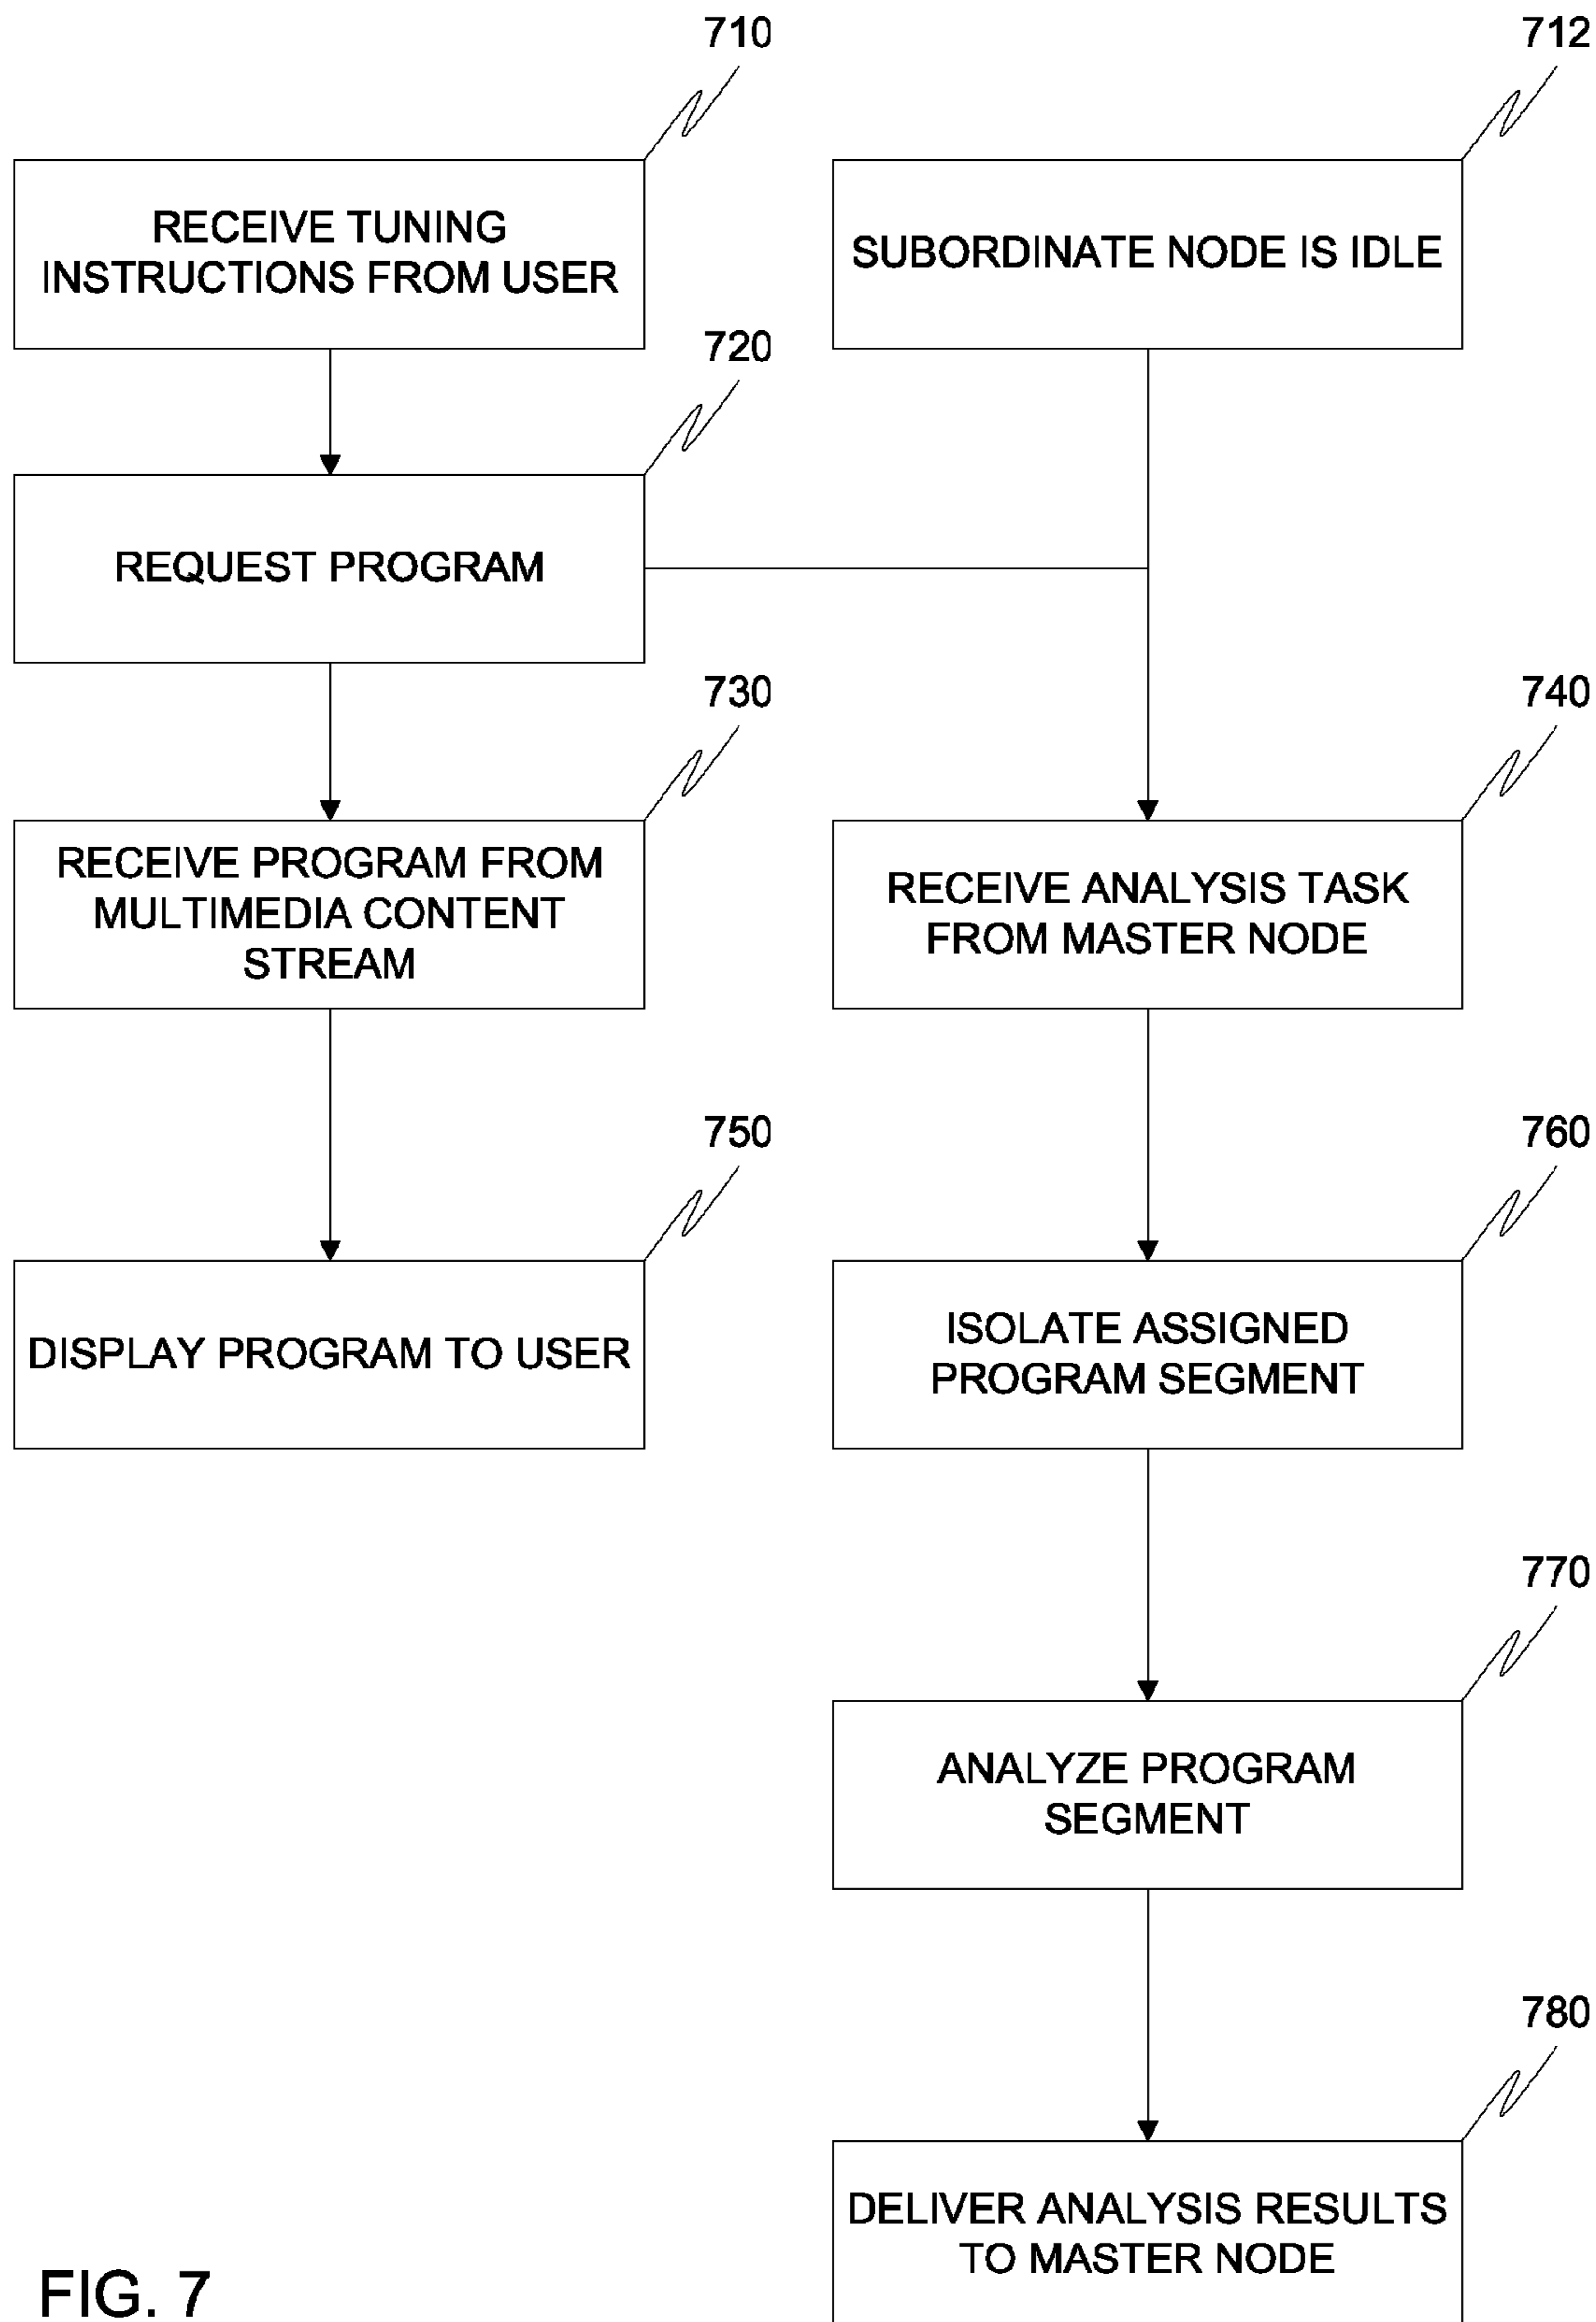 710
712
RECEIVE TUNING
INSTRUCTIONS FROM USER
SUBORDINATE NODE IS IDLE
720
REQUEST PROGRAM
730
740
RECEIVE PROGRAM FROM
MULTIMEDIA CONTENT
STREAM
RECEIVE ANALYSIS TASK
FROM MASTER NODE
750
760
DISPLAY PROGRAM TO USER
ISOLATE ASSIGNED
PROGRAM SEGMENT
770
ANALYZE PROGRAM
SEGMENT
780
DELIVER ANALYSIS RESULTS
TO MASTER NODE
FIG. 7